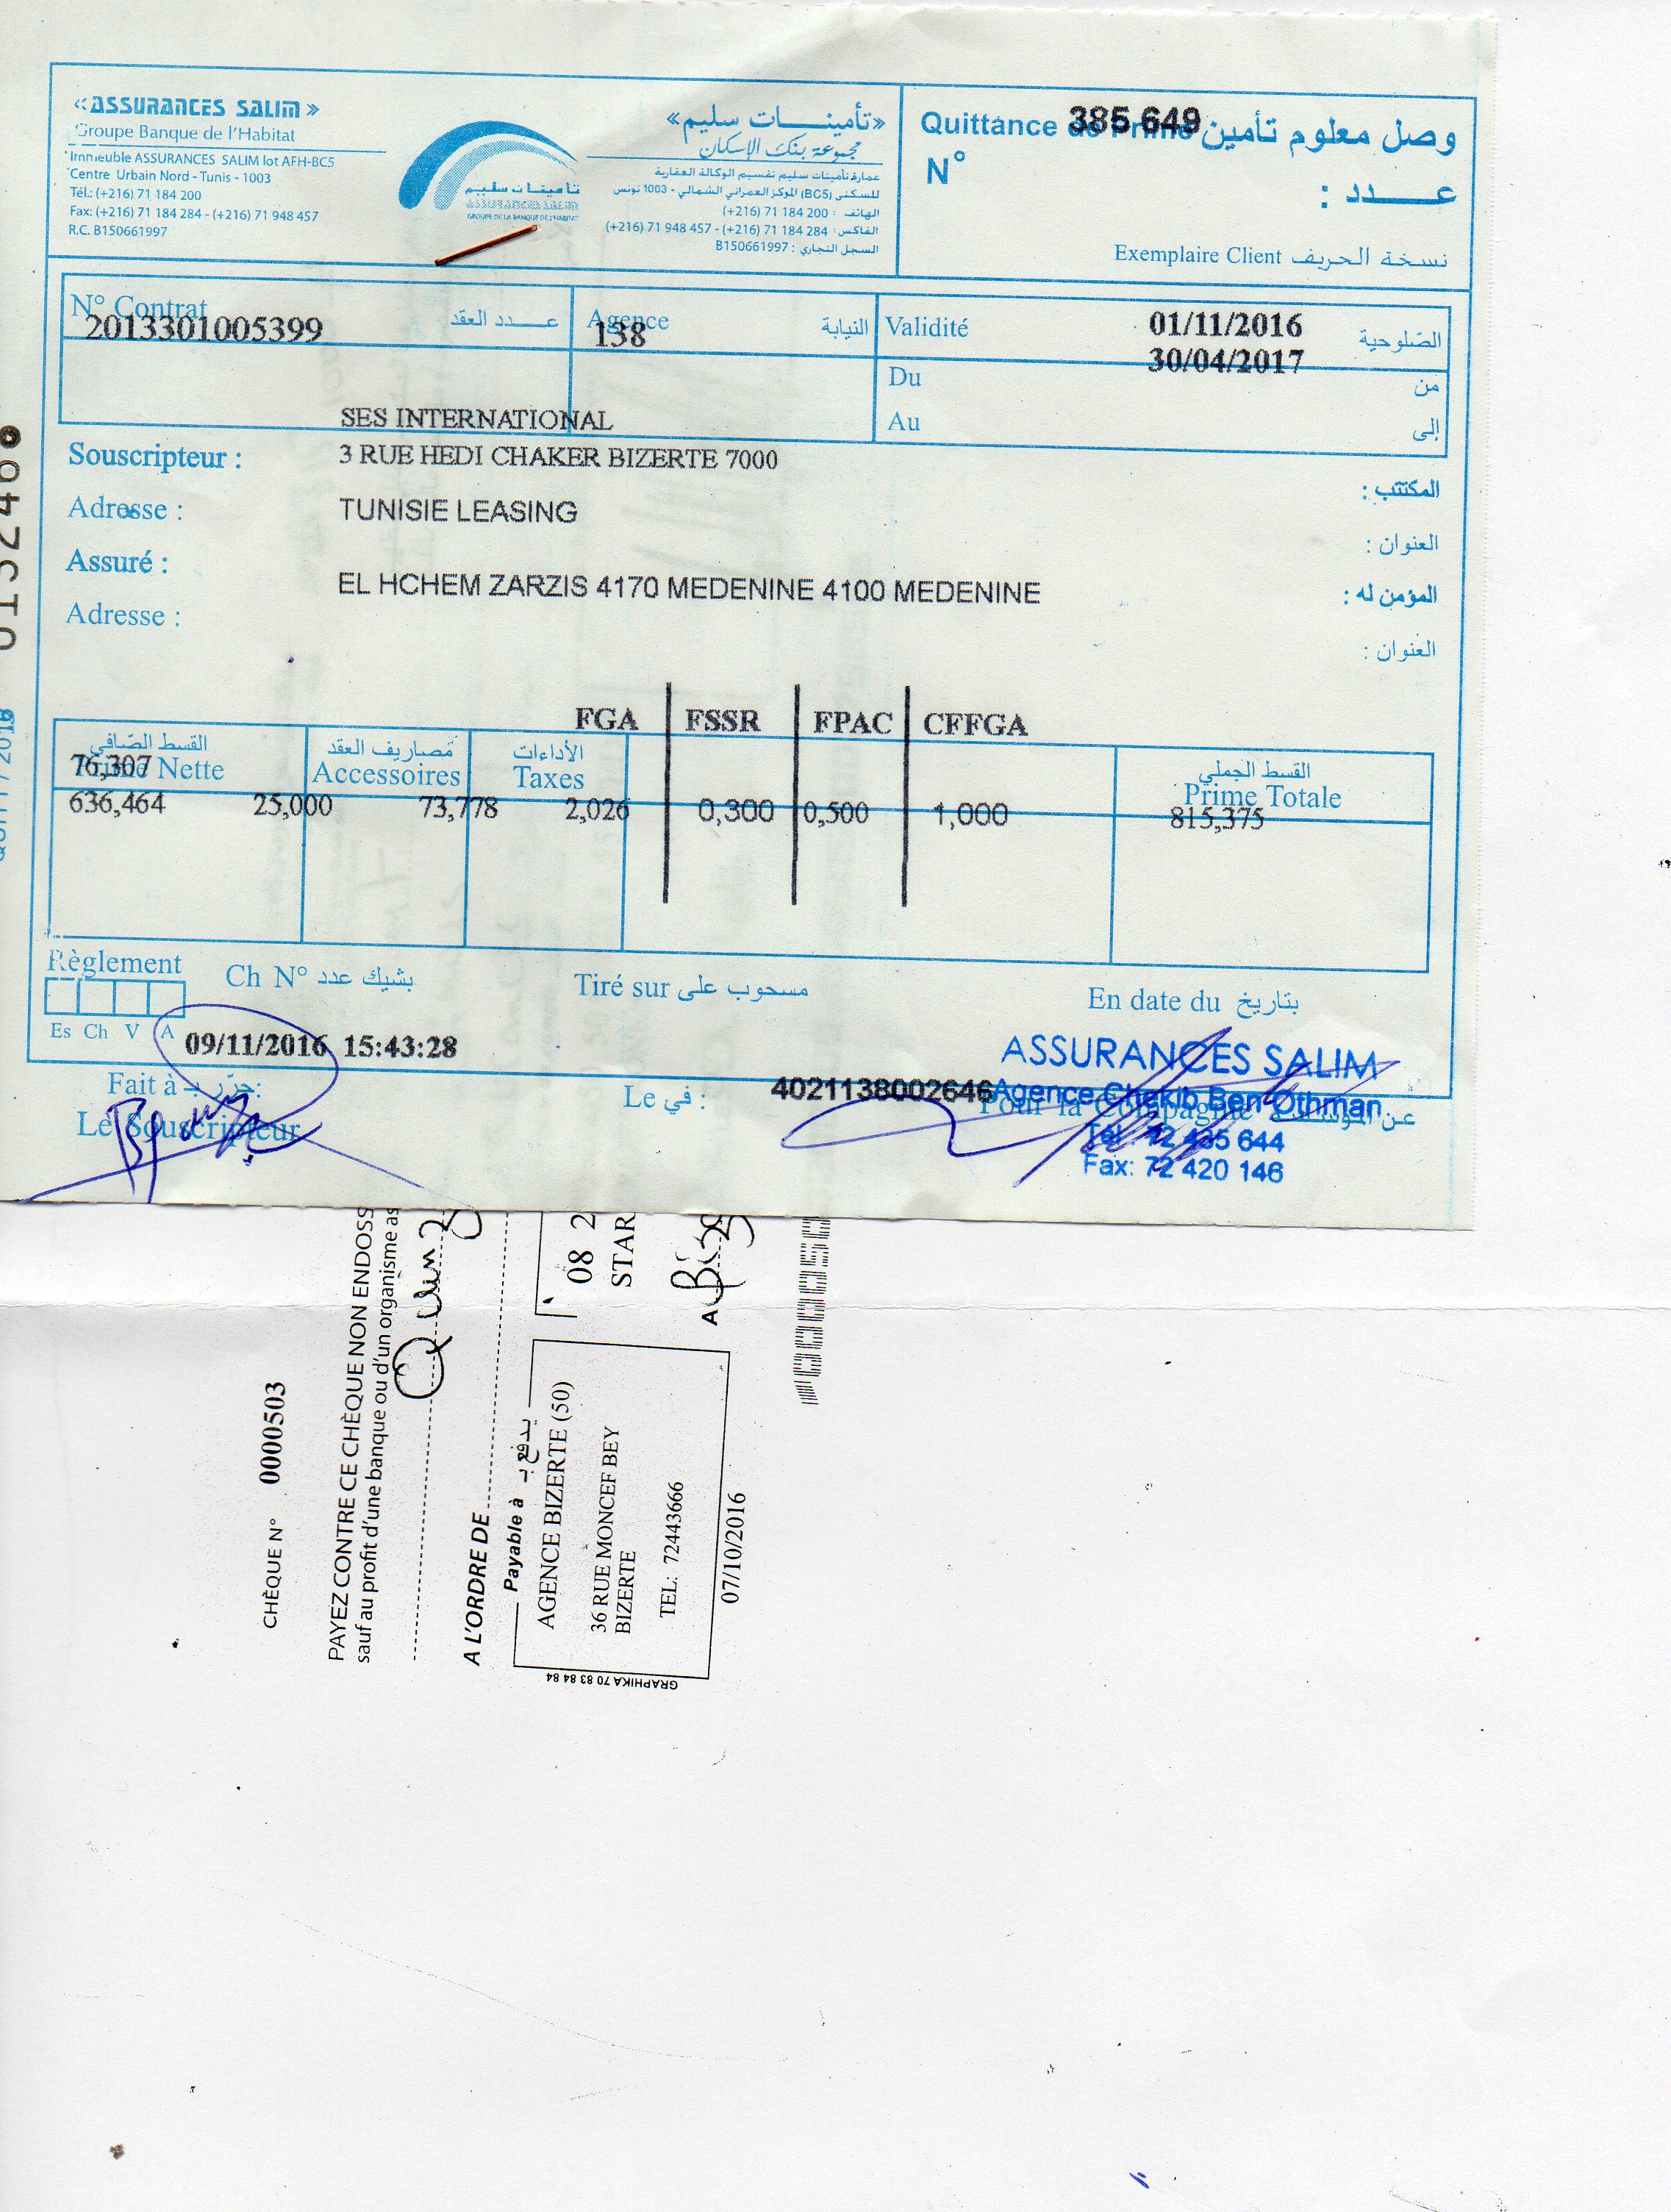 «ASSURANCES SALIM»
Groupe Banque de l'Habitat
Immeuble ASSURANCES SALIM lot AFH-BC5
Centre Urbain Nord - Tunis - 1003
Tél.: (+216) 71 184 200
Fax: (+216) 71 184 284 - (+216) 71 948 457
R.C. B150661997
تأمينات سليم
ASSURANCES SALIM
GROUPE DE LA BANQUE DE L'HABITAT
«تأمينـــات سليم»
مجموعة بنك الإسكان
عمارة تأمينات سليم تقسيم الوكالة العقارية
للسكنى (BC5) المركز العمراني الشمالي - 1003 تونس
الهاتف : 200 184 71 (216+)
الفاكس: 284 184 71 (216+) - 457 948 71 (216+)
السجل التجاري : B150661997
Quittance de Prime 385 649 وصل معلوم تأمين
N° عـــدد :
Exemplaire Client نسخة الحريف
N° Contrat عـــدد العقد
2013301005399
Agence النيابة
138
Validité 01/11/2016 الصّلوحية
30/04/2017
Du من
Au إلى
SES INTERNATIONAL
Souscripteur : 3 RUE HEDI CHAKER BIZERTE 7000 المكتتب :
Adresse : TUNISIE LEASING العنوان :
Assuré : EL HCHEM ZARZIS 4170 MEDENINE 4100 MEDENINE المؤمن له :
Adresse : العنوان :
FGA FSSR FPAC CFFGA
القسط الصّافي مصاريف العقد الأداءات القسط الجملي
76,307 Prime Nette Accessoires Taxes Prime Totale
636,464 25,000 73,778 2,026 0,300 0,500 1,000 815,375
Règlement Ch N° بشيك عدد Tiré sur مسحوب على En date du بتاريخ
Es Ch V A
09/11/2016 15:43:28
Fait à حرّر بـ: Le في : 4021138002646
Le Souscripteur Pour la Compagnie
ASSURANCES SALIM
Agence Chekib Ben Othman
Tél : 72 435 644
Fax: 72 420 146
CHÈQUE N° 0000503
PAYEZ CONTRE CE CHÈQUE NON ENDOSS
sauf au profit d'une banque ou d'un organisme as
A L'ORDRE DE
Payable à يدفع بـ
AGENCE BIZERTE (50)
36 RUE MONCEF BEY
BIZERTE
TEL: 72443666
07/10/2016
08 2
STAR
A
GRAPHIKA 70 83 84 84